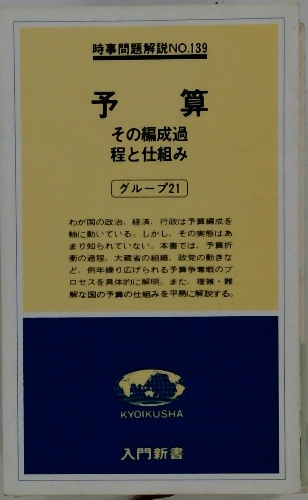 時事問題解説NO.139
予算
その編成過
程と仕組み
グループ21
わが国の政治、経済、行政は予算編成を
軸に動いている。しかし、その実態はあ
まり知られていない。本書では、予算折
衝の過程、大蔵省の組織、政党の動きな
ど、例年繰り広げられる予算争奪戦のプ
ロセスを具体的に解明。また、複雑・難
解な国の予算の仕組みを平易に解説する。
KYOIKUSHA
入門新書